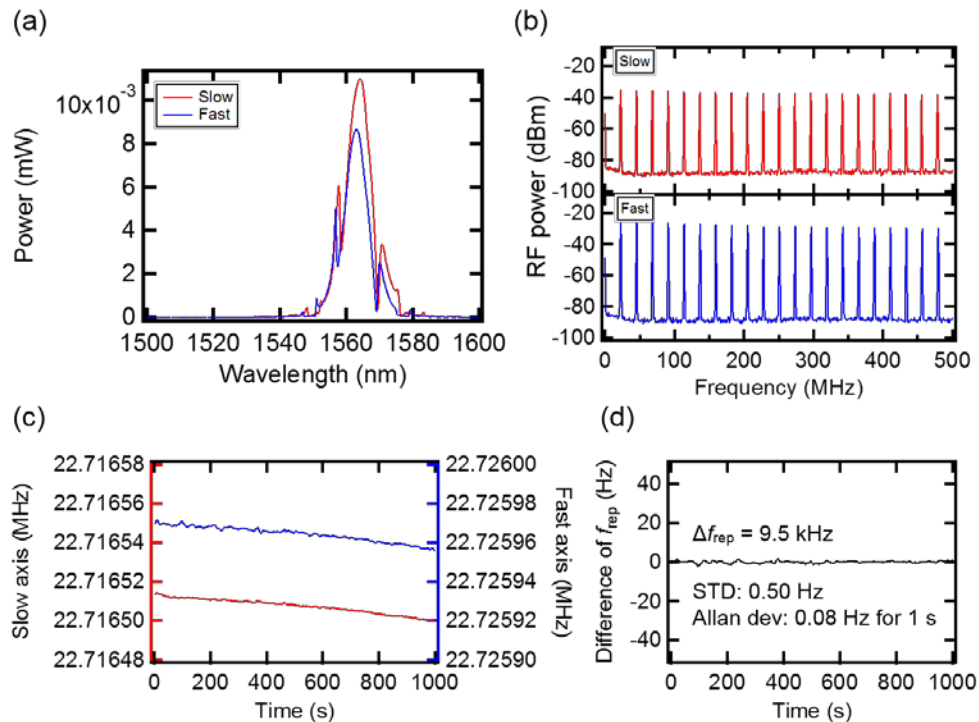 (a)
10x10⁻³
8
6
4
2
0
Power (mW)
Slow
Fast
1500
1520
1540
1560
1580
1600
Wavelength (nm)
(b)
RF power (dBm)
-20
-40
-60
-80
-100
Slow
-20
-40
-60
-80
-100
Fast
0
100
200
300
400
500
Frequency (MHz)
(c)
Slow axis (MHz)
22.71658
22.71655
22.71654
22.71651
22.71650
22.71648
22.72600
22.72598
22.72596
22.72593
22.72592
22.72590
Fast axis (MHz)
0
200
400
600
800
1000
Time (s)
(d)
Difference of f_rep (Hz)
40
20
0
-20
-40
Δf_rep = 9.5 kHz
STD: 0.50 Hz
Allan dev: 0.08 Hz for 1 s
0
200
400
600
800
1000
Time (s)